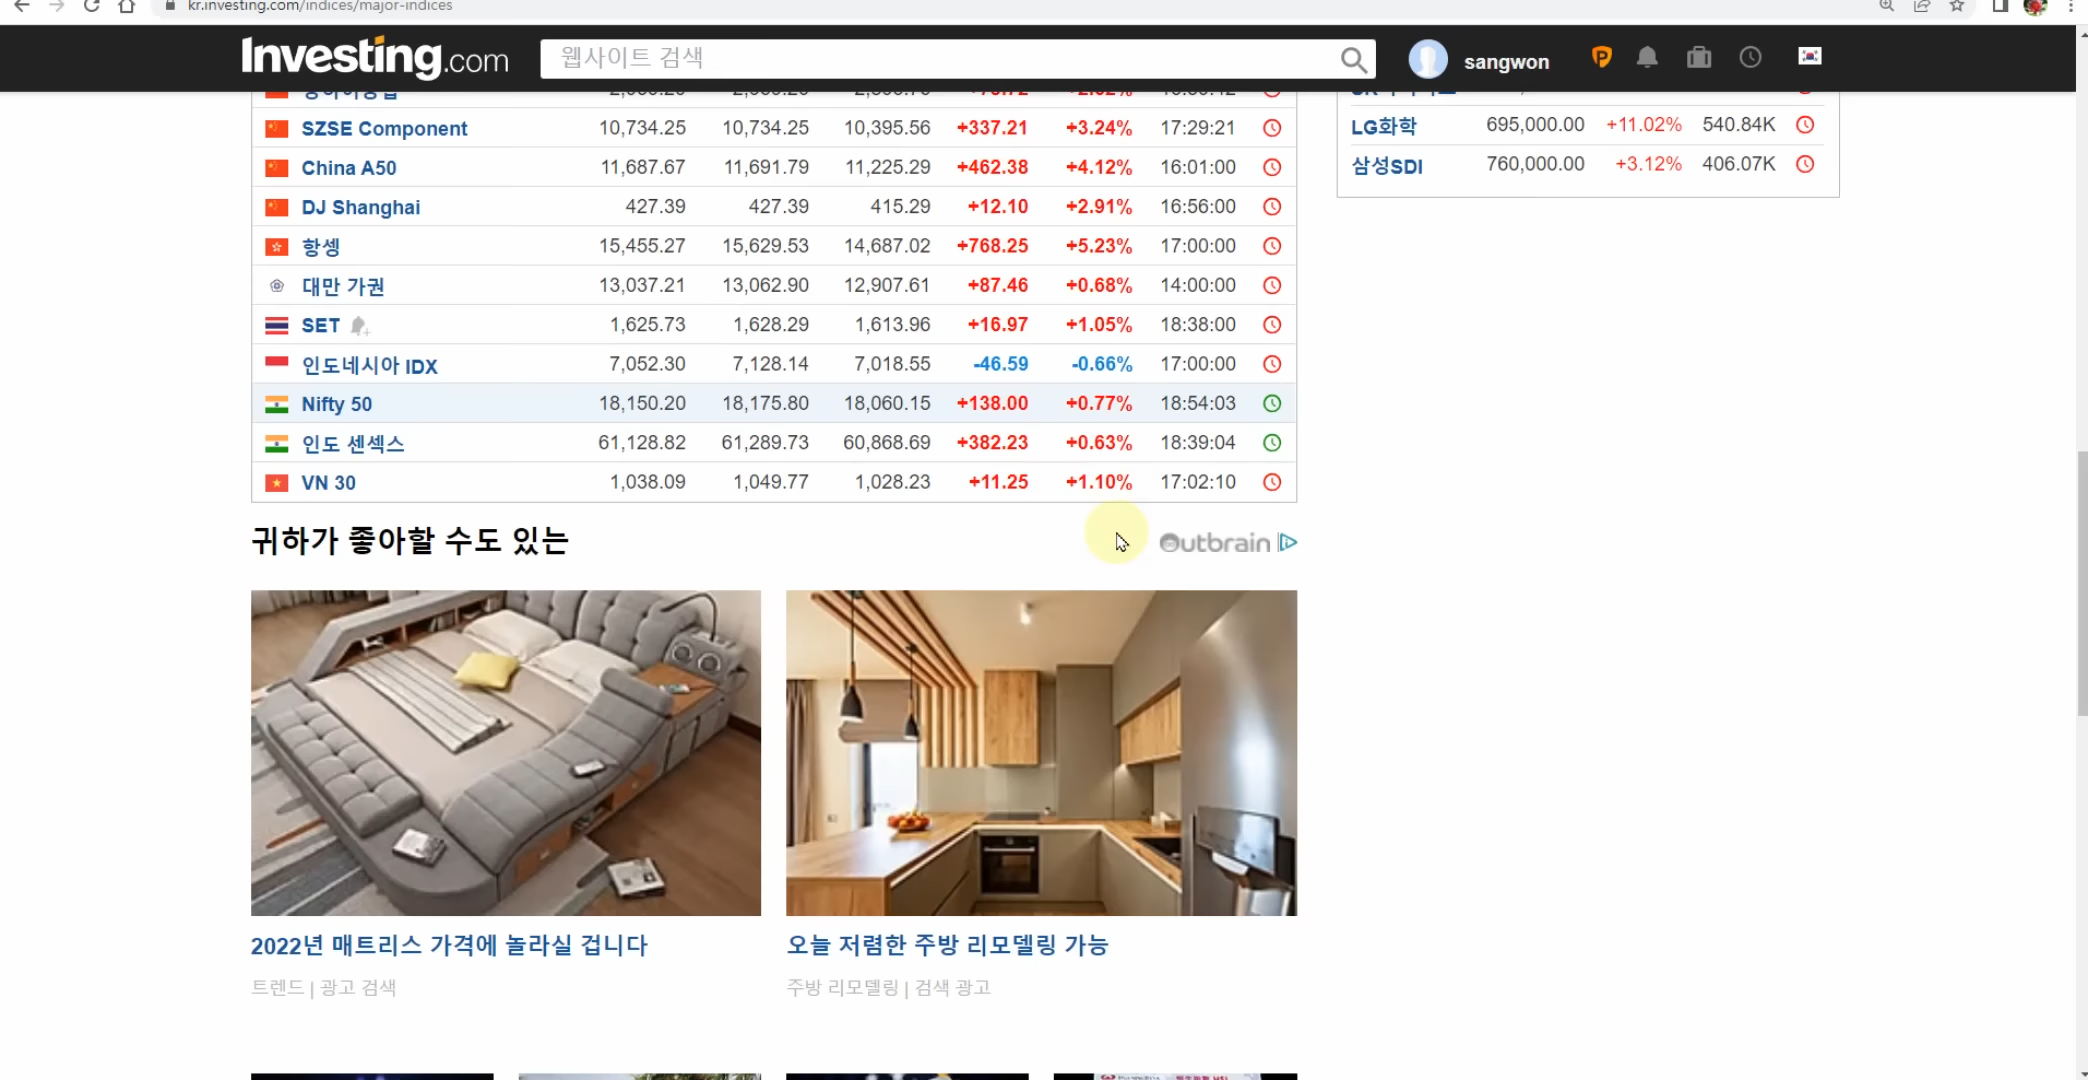 kr.investing.com/indices/major-indices
Investing.com 웹사이트 검색 sangwon
SZSE Component 10,734.25 10,734.25 10,395.56 +337.21 +3.24% 17:29:21
China A50 11,687.67 11,691.79 11,225.29 +462.38 +4.12% 16:01:00
DJ Shanghai 427.39 427.39 415.29 +12.10 +2.91% 16:56:00
항셍 15,455.27 15,629.53 14,687.02 +768.25 +5.23% 17:00:00
대만 가권 13,037.21 13,062.90 12,907.61 +87.46 +0.68% 14:00:00
SET 1,625.73 1,628.29 1,613.96 +16.97 +1.05% 18:38:00
인도네시아 IDX 7,052.30 7,128.14 7,018.55 -46.59 -0.66% 17:00:00
Nifty 50 18,150.20 18,175.80 18,060.15 +138.00 +0.77% 18:54:03
인도 센섹스 61,128.82 61,289.73 60,868.69 +382.23 +0.63% 18:39:04
VN 30 1,038.09 1,049.77 1,028.23 +11.25 +1.10% 17:02:10
LG화학 695,000.00 +11.02% 540.84K
삼성SDI 760,000.00 +3.12% 406.07K
귀하가 좋아할 수도 있는
Outbrain
2022년 매트리스 가격에 놀라실 겁니다
트렌드 | 광고 검색
오늘 저렴한 주방 리모델링 가능
주방 리모델링 | 검색 광고